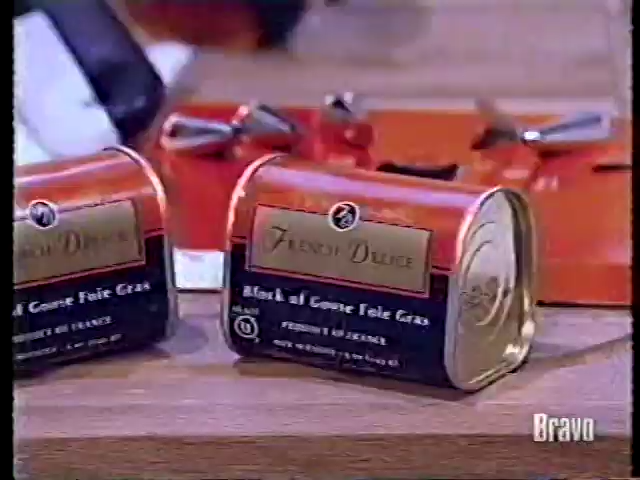 FRENCH DELICE
FRENCH DELICE
Block of Goose Foie Gras
of Goose Foie Gras
PRODUCT OF FRANCE
PRODUCT OF FRANCE
Bravo